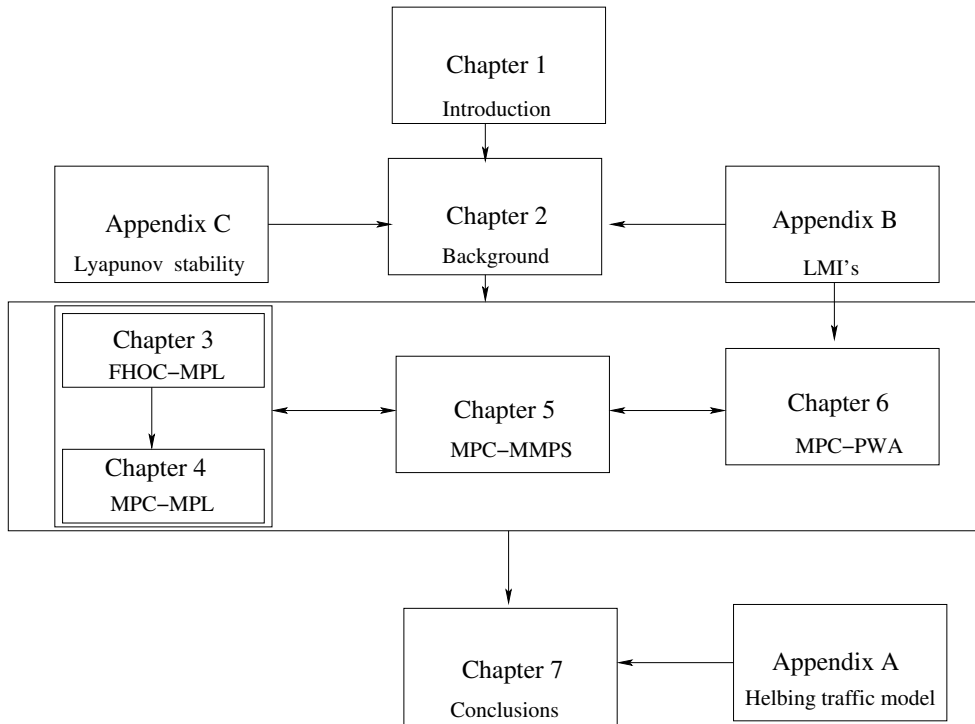 Chapter 1
Introduction
Appendix C
Lyapunov stability
Chapter 2
Background
Appendix B
LMI's
Chapter 3
FHOC−MPL
Chapter 4
MPC−MPL
Chapter 5
MPC−MMPS
Chapter 6
MPC−PWA
Chapter 7
Conclusions
Appendix A
Helbing traffic model